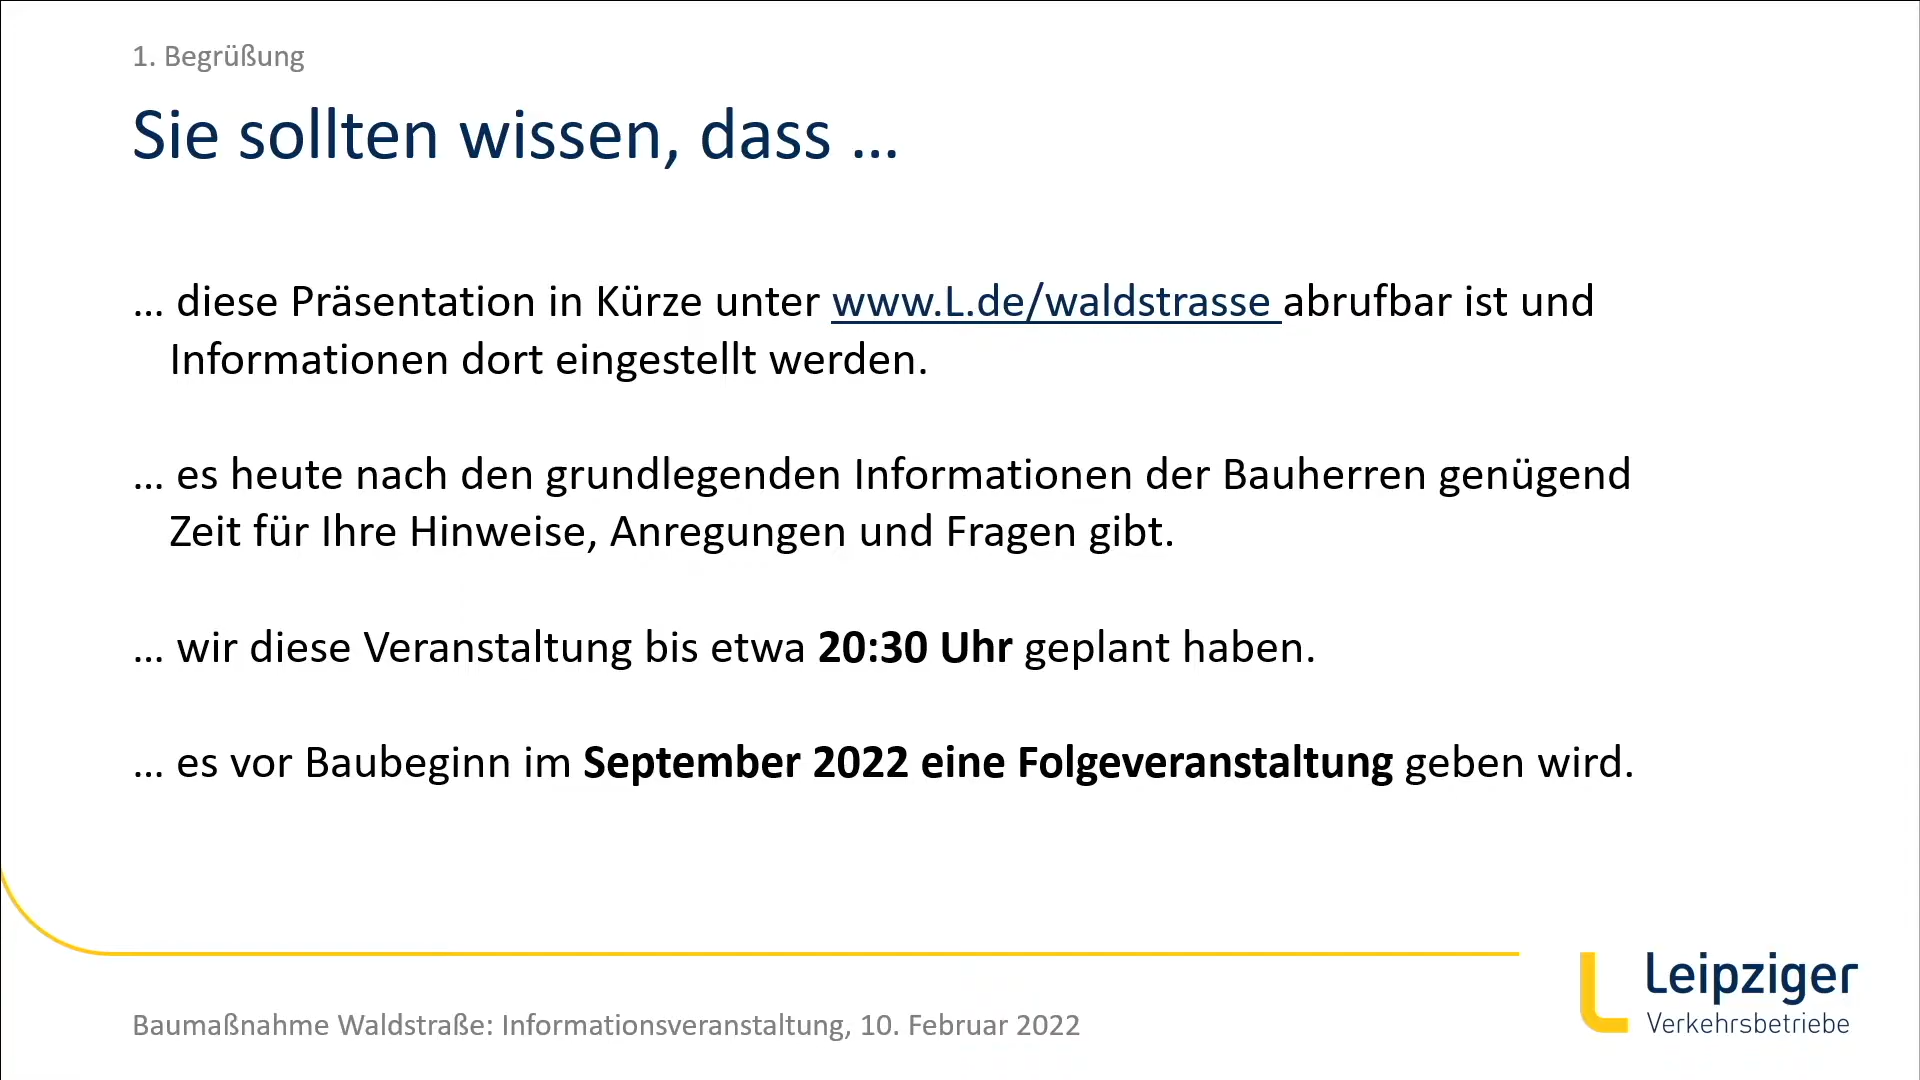 1. Begrüßung
Sie sollten wissen, dass ...
... diese Präsentation in Kürze unter www.L.de/waldstrasse abrufbar ist und
Informationen dort eingestellt werden.
... es heute nach den grundlegenden Informationen der Bauherren genügend
Zeit für Ihre Hinweise, Anregungen und Fragen gibt.
... wir diese Veranstaltung bis etwa 20:30 Uhr geplant haben.
... es vor Baubeginn im September 2022 eine Folgeveranstaltung geben wird.
Leipziger
Verkehrsbetriebe
Baumaßnahme Waldstraße: Informationsveranstaltung, 10. Februar 2022